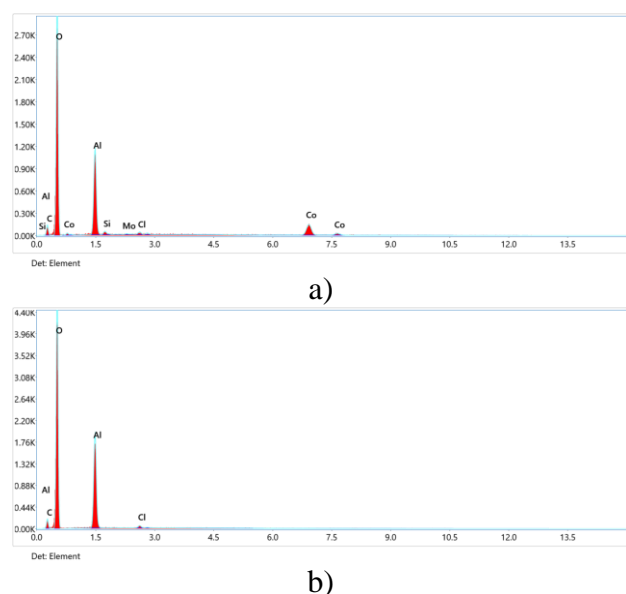 2.70K
O
2.40K
2.10K
1.80K
1.50K
1.20K
Al
0.90K
0.60K
Al
0.30K
C
Si
Co
Si
Mo
Cl
Co
Co
0.00K
0.0
1.5
3.0
4.5
6.0
7.5
9.0
10.5
12.0
13.5
Det: Element
a)
4.40K
3.96K
O
3.52K
3.08K
2.64K
2.20K
1.76K
Al
1.32K
0.88K
Al
0.44K
C
Cl
0.00K
0.0
1.5
3.0
4.5
6.0
7.5
9.0
10.5
12.0
13.5
Det: Element
b)